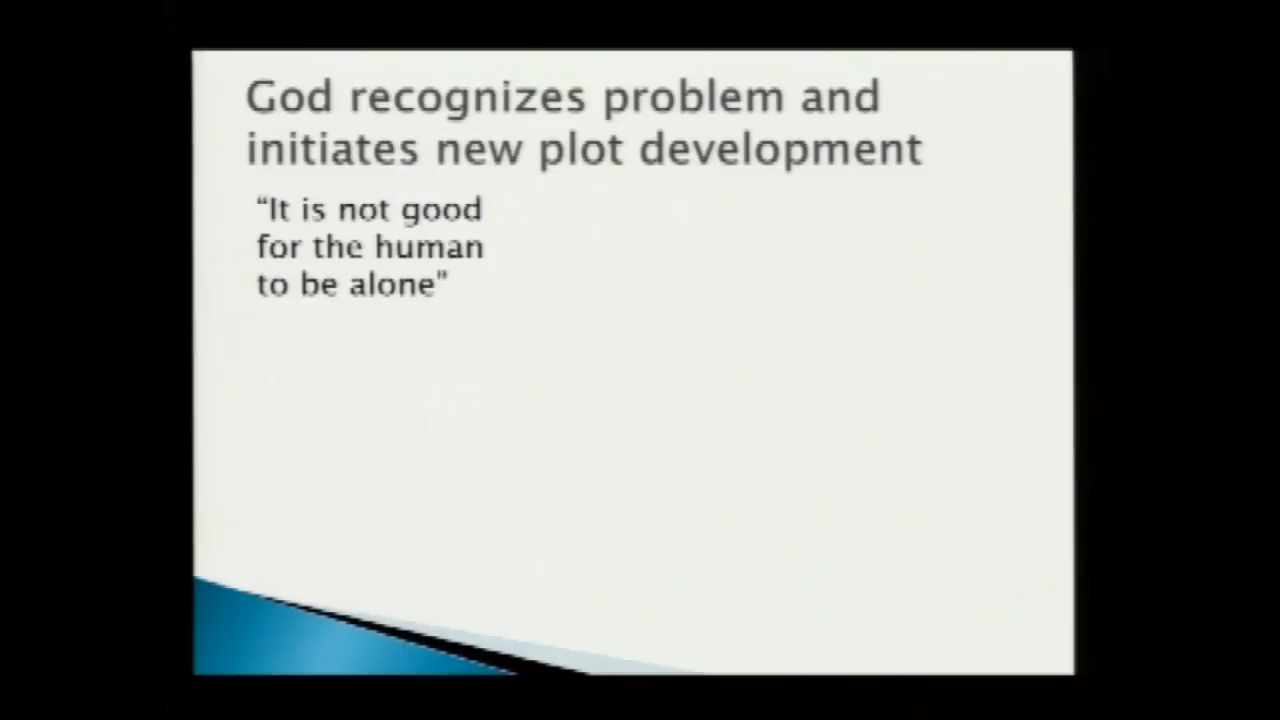 God recognizes problem and
initiates new plot development
“It is not good
for the human
to be alone”